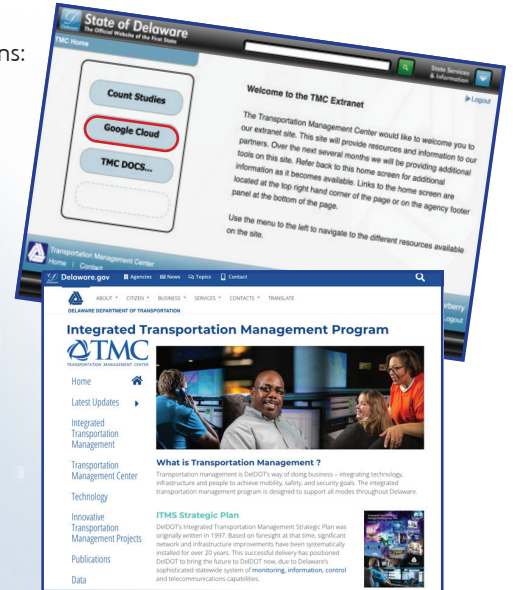 ns:
State of Delaware
The Official Website of the First State
TMC Home
State Services
& Information
Logout
Count Studies
Google Cloud
TMC DOCS...
Welcome to the TMC Extranet
The Transportation Management Center would like to welcome you to
our extranet site. This site will provide resources and information to our
partners. Over the next several months we will be providing additional
tools on this site. Refer back to this home screen for additional
information as it becomes available. Links to the home screen are
located at the top right hand corner of the page or on the agency footer
panel at the bottom of the page.
Use the menu to the left to navigate to the different resources available
on the site.
Transportation Management Center
Home | Contact
Logout
Delaware.gov
Agencies
News
Topics
Contact
ABOUT
CITIZEN
BUSINESS
SERVICES
CONTACTS
TRANSLATE
DELAWARE DEPARTMENT OF TRANSPORTATION
Integrated Transportation Management Program
TMC
TRANSPORTATION MANAGEMENT CENTER
Home
Latest Updates
Integrated
Transportation
Management
Transportation
Management Center
Technology
Innovative
Transportation
Management Projects
Publications
Data
What is Transportation Management ?
Transportation management is DelDOT's way of doing business – integrating technology,
infrastructure and people to achieve mobility, safety, and security goals. The integrated
transportation management program is designed to support all modes throughout Delaware.
ITMS Strategic Plan
DelDOT's Integrated Transportation Management Strategic Plan was
originally written in 1997. Based on foresight at that time, significant
network and infrastructure improvements have been systematically
installed for over 20 years. This successful delivery has positioned
DelDOT to bring the future to DelDOT now, due to Delaware's
sophisticated statewide system of monitoring, information, control
and telecommunications capabilities.